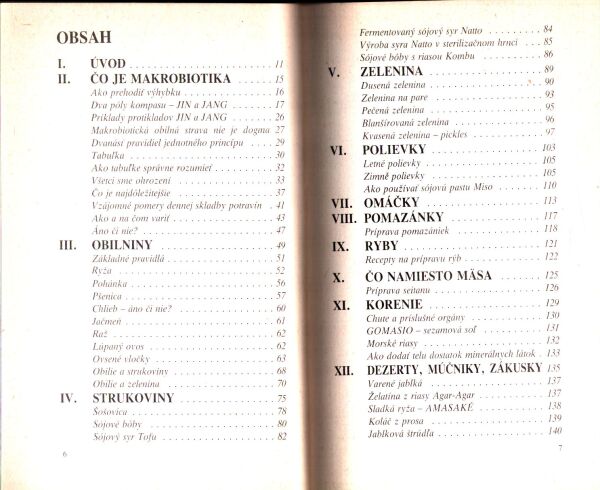 OBSAH
I. ÚVOD 11
II. ČO JE MAKROBIOTIKA 15
Ako prehodiť výhybku 16
Dva póly kompasu – JIN a JANG 17
Príklady protikladov JIN a JANG 26
Makrobiotická obilná strava nie je dogma 27
Dvanásť pravidiel jednotného princípu 29
Tabuľka 30
Ako tabuľke správne rozumieť 31
Všetci sme ohrození 33
Čo je najdôležitejšie 37
Vzájomné pomery dennej skladby potravín 41
Ako a na čom variť 43
Áno či nie? 47
III. OBILNINY 49
Základné pravidlá 51
Ryža 52
Pohánka 56
Pšenica 57
Chlieb – áno či nie? 60
Jačmeň 61
Raž 62
Lúpaný ovos 62
Ovsené vločky 63
Obilie a strukoviny 68
Obilie a zelenina 70
IV. STRUKOVINY 75
Šošovica 78
Sójové bôby 80
Sójový syr Tofu 82
6
Fermentovaný sójový syr Natto 84
Výroba syra Natto v sterilizačnom hrnci 85
Sójové bôby s riasou Kombu 86
V. ZELENINA 89
Dusená zelenina 90
Zelenina na pare 93
Pečená zelenina 95
Blanšírovaná zelenina 96
Kvasená zelenina – pickles 97
VI. POLIEVKY 103
Letné polievky 105
Zimné polievky 105
Ako používať sójovú pastu Miso 110
VII. OMÁČKY 113
VIII. POMAZÁNKY 117
Príprava pomazániek 118
IX. RYBY 121
Recepty na prípravu rýb 122
X. ČO NAMIESTO MÄSA 125
Príprava seitanu 126
XI. KORENIE 129
Chute a príslušné orgány 130
GOMASIO – sezamová soľ 131
Morské riasy 132
Ako dodať telu dostatok minerálnych látok 133
XII. DEZERTY, MÚČNIKY, ZÁKUSKY 135
Varené jablká 137
Želatína z riasy Agar-Agar 137
Sladká ryža – AMASAKÉ 138
Koláč z prosa 139
Jablková štrúdľa 140
7